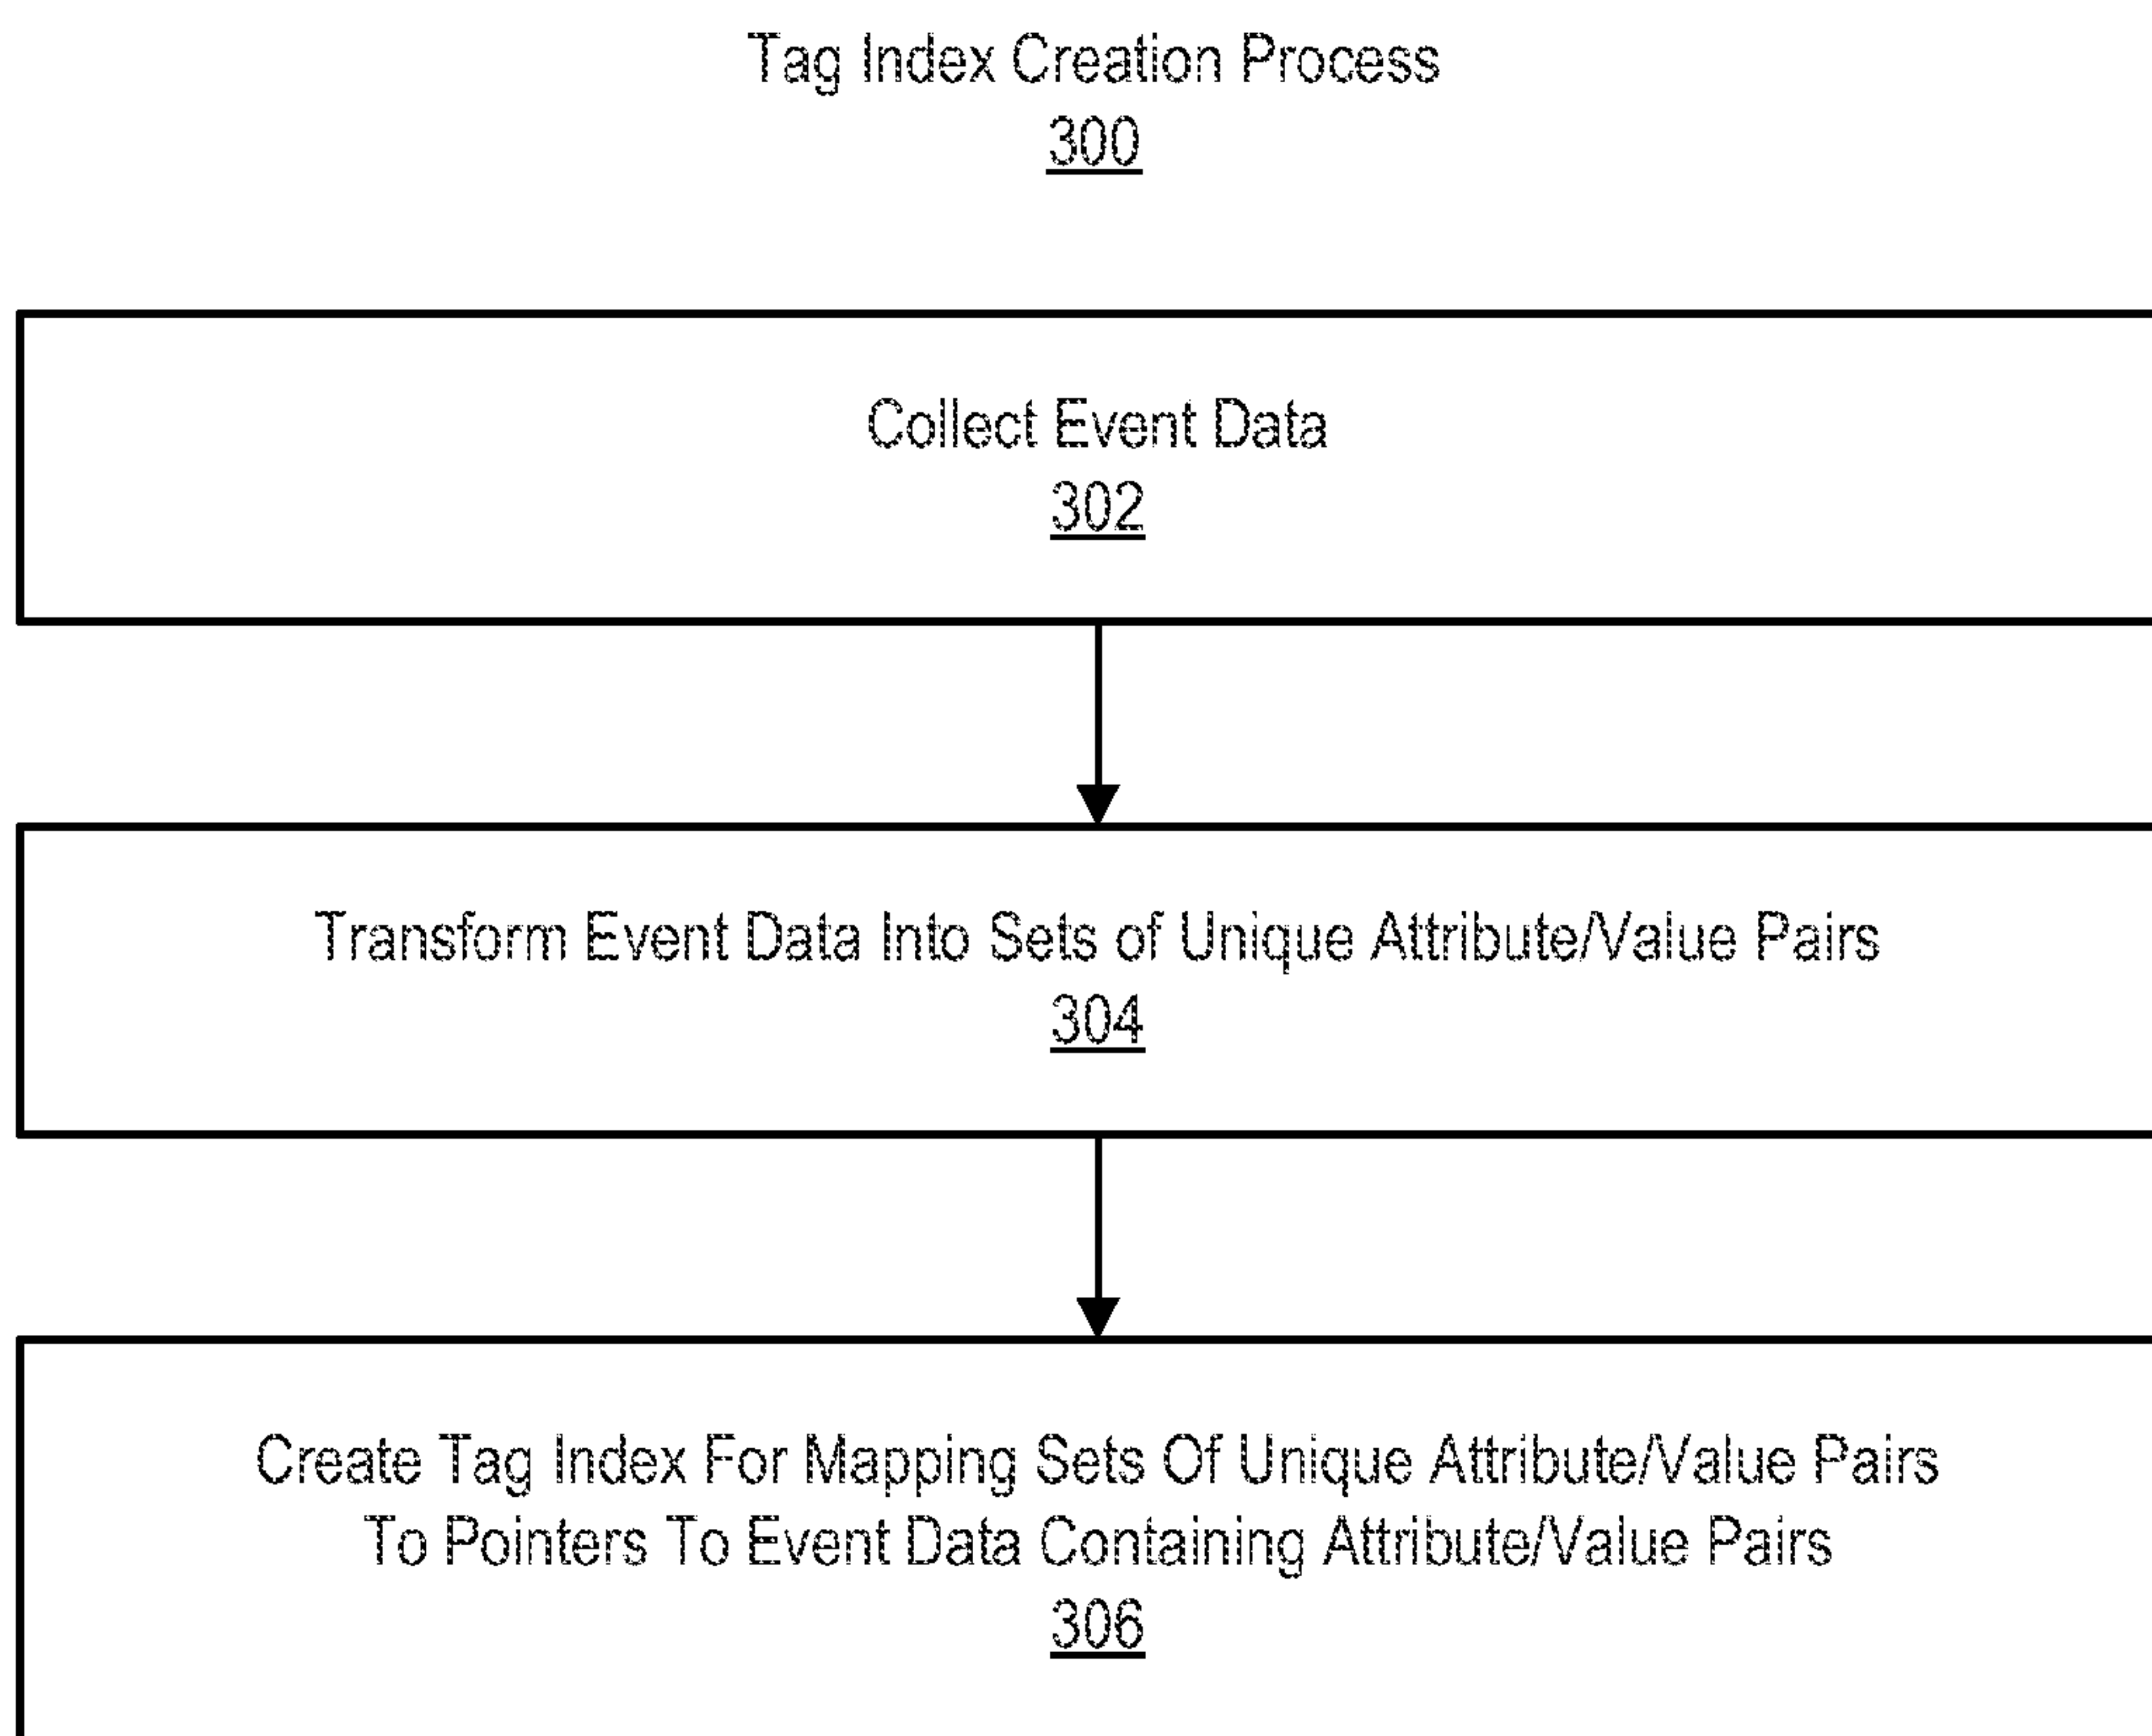 Tag Index Creation Process
300
Collect Event Data
302
Transform Event Data Into Sets of Unique Attribute/Value Pairs
304
Create Tag Index For Mapping Sets Of Unique Attribute/Value Pairs
To Pointers To Event Data Containing Attribute/Value Pairs
306